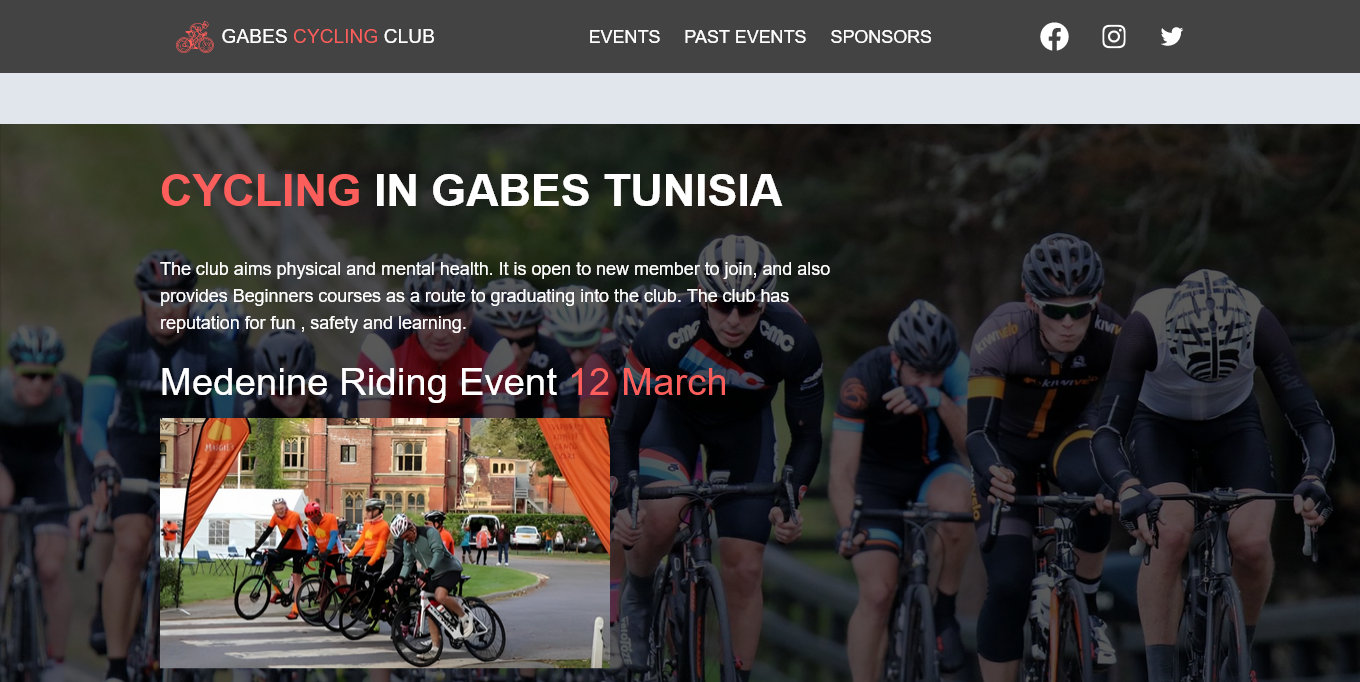 GABES CYCLING CLUB
EVENTS PAST EVENTS SPONSORS
CYCLING IN GABES TUNISIA
The club aims physical and mental health. It is open to new member to join, and also
provides Beginners courses as a route to graduating into the club. The club has
reputation for fun , safety and learning.
Medenine Riding Event 12 March
cmc
kiwivelo